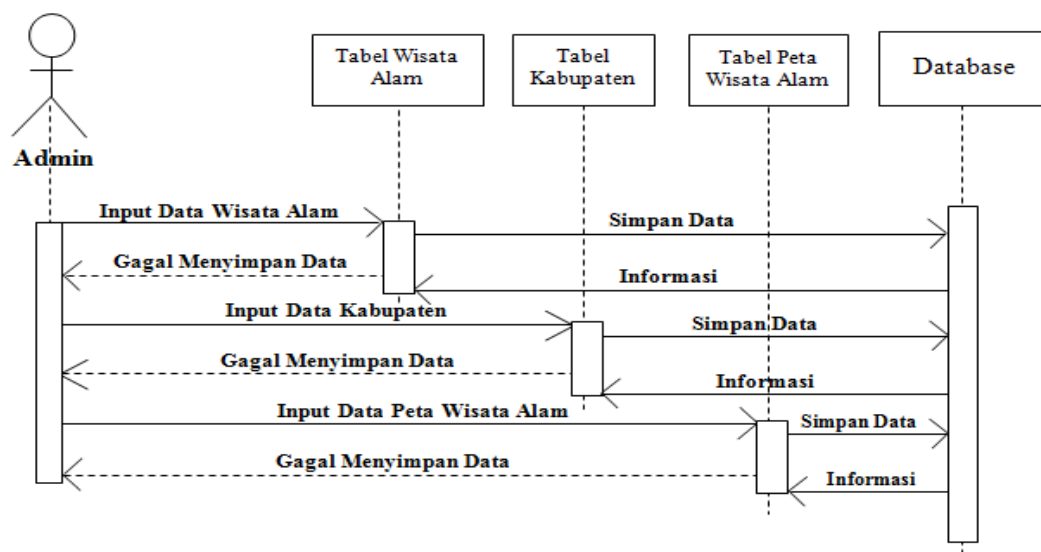 Tabel Wisata
Alam
Tabel
Kabupaten
Tabel Peta
Wisata Alam
Database
Admin
Input Data Wisata Alam
Simpan Data
Gagal Menyimpan Data
Informasi
Input Data Kabupaten
Simpan Data
Gagal Menyimpan Data
Informasi
Input Data Peta Wisata Alam
Simpan Data
Gagal Menyimpan Data
Informasi